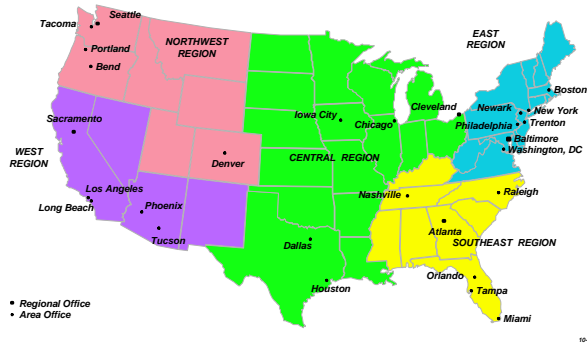 Seattle
Tacoma
Portland
Bend
NORTHWEST
REGION
EAST
REGION
Boston
New York
Newark
Trenton
Philadelphia
Baltimore
Washington, DC
Cleveland
Chicago
Iowa City
Sacramento
WEST
REGION
Denver
CENTRAL REGION
Los Angeles
Long Beach
Phoenix
Tucson
Nashville
Raleigh
Atlanta
SOUTHEAST REGION
Dallas
Houston
Orlando
Tampa
Miami
Regional Office
Area Office